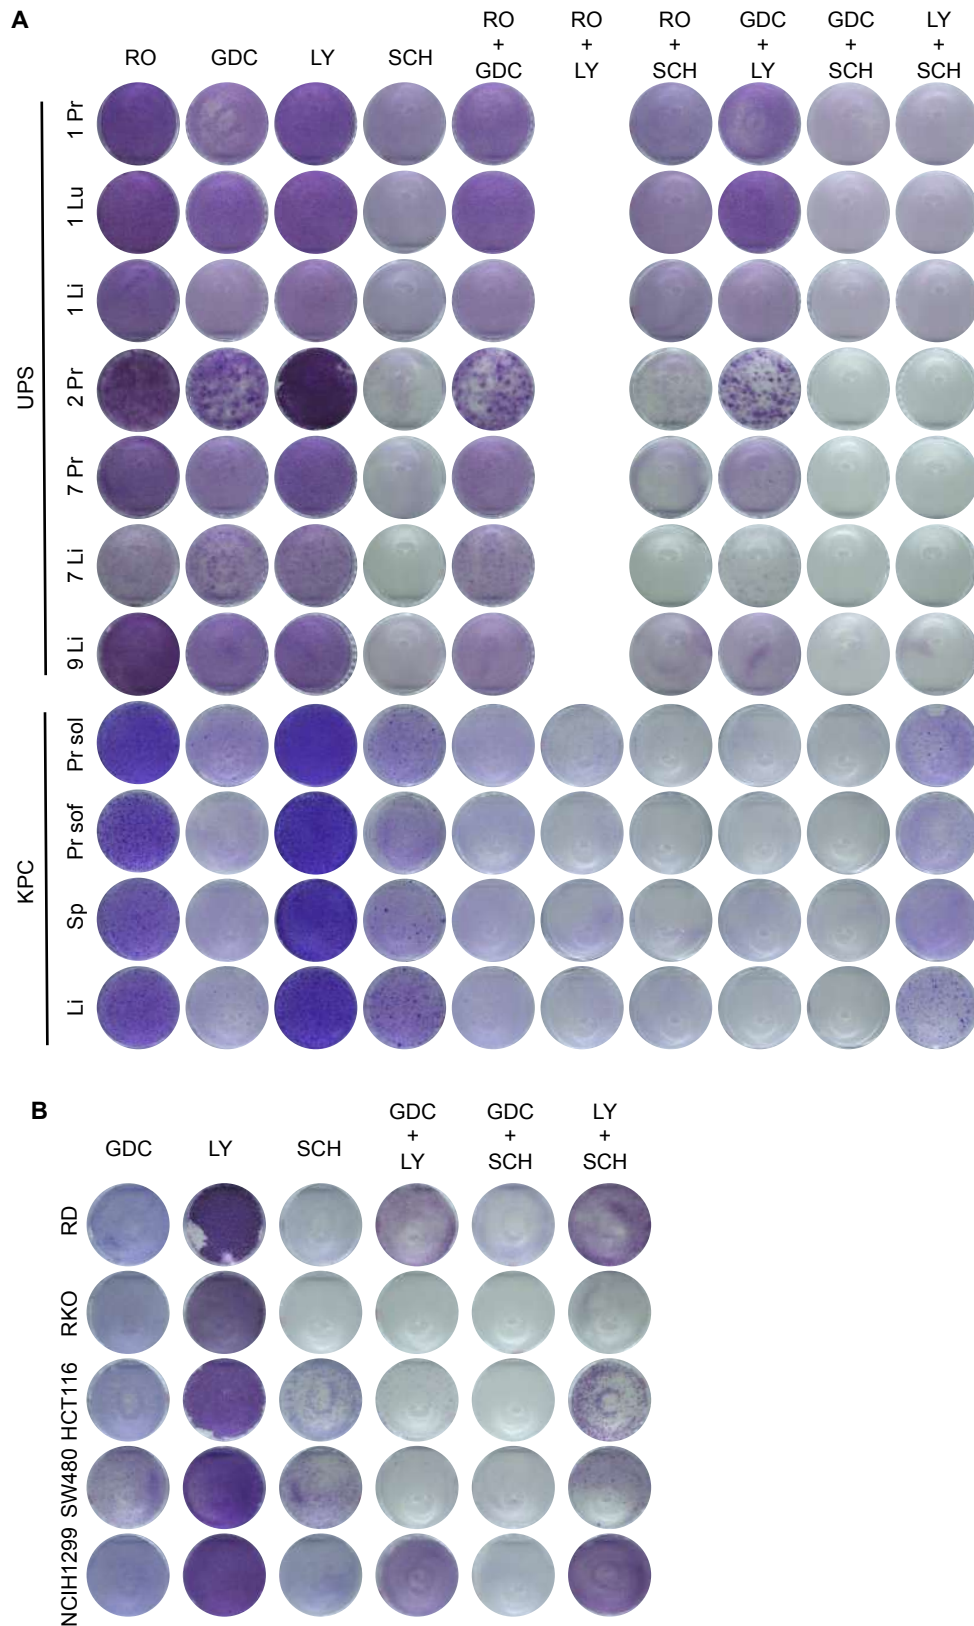 A
RO
GDC
LY
SCH
RO
+
GDC
RO
+
LY
RO
+
SCH
GDC
+
LY
GDC
+
SCH
LY
+
SCH
UPS
1 Pr
1 Lu
1 Li
2 Pr
7 Pr
7 Li
9 Li
KPC
Pr sol
Pr sof
Sp
Li
B
GDC
LY
SCH
GDC
+
LY
GDC
+
SCH
LY
+
SCH
RD
RKO
HCT116
SW480
NCIH1299